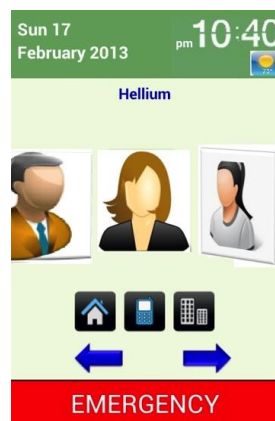 Sun 17
February 2013
pm 10:40
Hellium
EMERGENCY